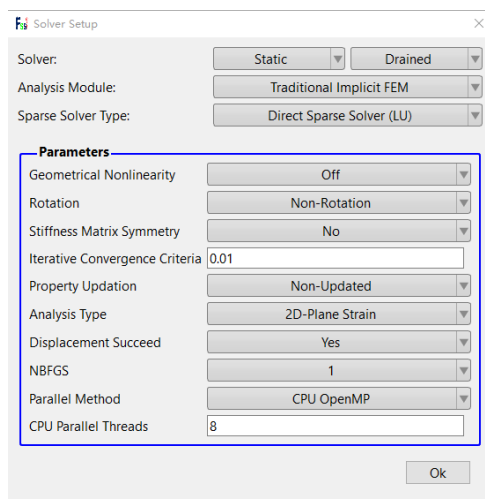 Solver Setup
Solver: Static Drained
Analysis Module: Traditional Implicit FEM
Sparse Solver Type: Direct Sparse Solver (LU)
Parameters
Geometrical Nonlinearity Off
Rotation Non-Rotation
Stiffness Matrix Symmetry No
Iterative Convergence Criteria 0.01
Property Updation Non-Updated
Analysis Type 2D-Plane Strain
Displacement Succeed Yes
NBFGS 1
Parallel Method CPU OpenMP
CPU Parallel Threads 8
Ok